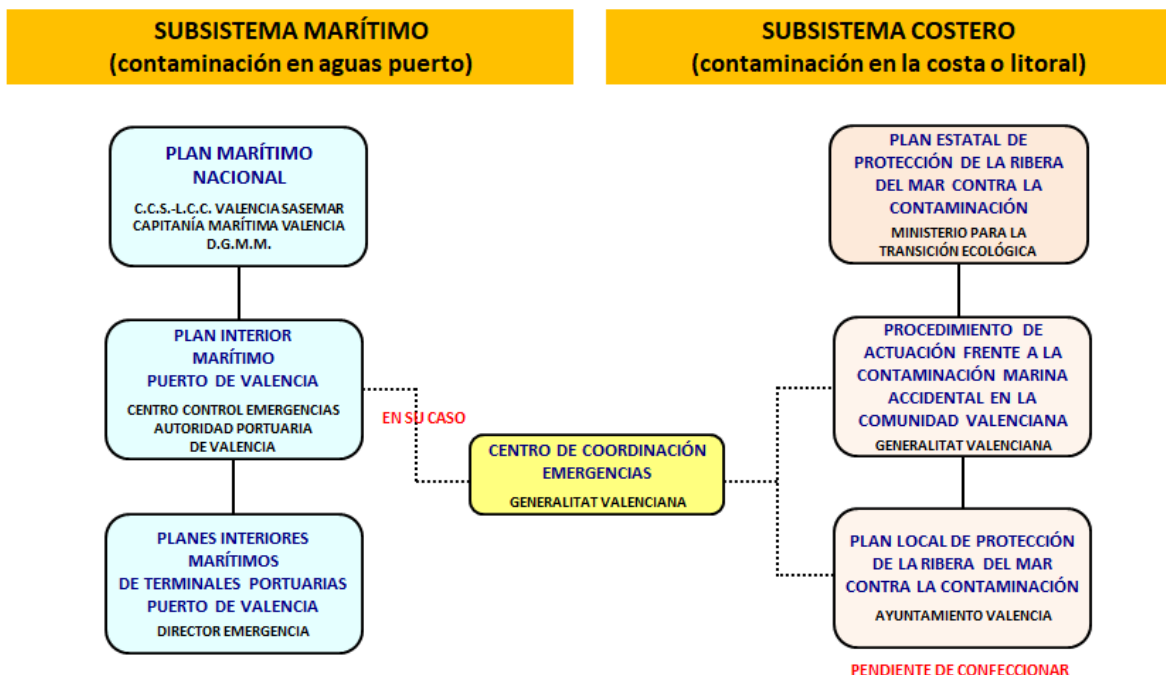 SUBSISTEMA MARÍTIMO
(contaminación en aguas puerto)
SUBSISTEMA COSTERO
(contaminación en la costa o litoral)
PLAN MARÍTIMO
NACIONAL
C.C.S.-L.C.C. VALENCIA SASEMAR
CAPITANÍA MARÍTIMA VALENCIA
D.G.M.M.
PLAN ESTATAL DE
PROTECCIÓN DE LA RIBERA
DEL MAR CONTRA LA
CONTAMINACIÓN
MINISTERIO PARA LA
TRANSICIÓN ECOLÓGICA
PLAN INTERIOR
MARÍTIMO
PUERTO DE VALENCIA
CENTRO CONTROL EMERGENCIAS
AUTORIDAD PORTUARIA
DE VALENCIA
EN SU CASO
CENTRO DE COORDINACIÓN
EMERGENCIAS
GENERALITAT VALENCIANA
PROCEDIMIENTO DE
ACTUACIÓN FRENTE A LA
CONTAMINACIÓN MARINA
ACCIDENTAL EN LA
COMUNIDAD VALENCIANA
GENERALITAT VALENCIANA
PLANES INTERIORES
MARÍTIMOS
DE TERMINALES PORTUARIAS
PUERTO DE VALENCIA
DIRECTOR EMERGENCIA
PLAN LOCAL DE PROTECCIÓN
DE LA RIBERA DEL MAR
CONTRA LA CONTAMINACIÓN
AYUNTAMIENTO VALENCIA
PENDIENTE DE CONFECCIONAR